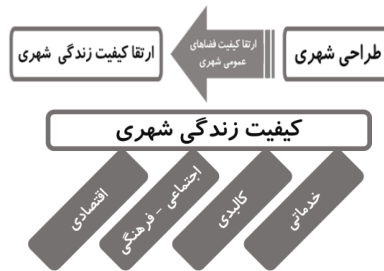 طراحی شهری
ارتقا کیفیت فضاهای
عمومی شهری
ارتقا کیفیت زندگی شهری
کیفیت زندگی شهری
خدماتی
کالبدی
اجتماعی - فرهنگی
اقتصادی